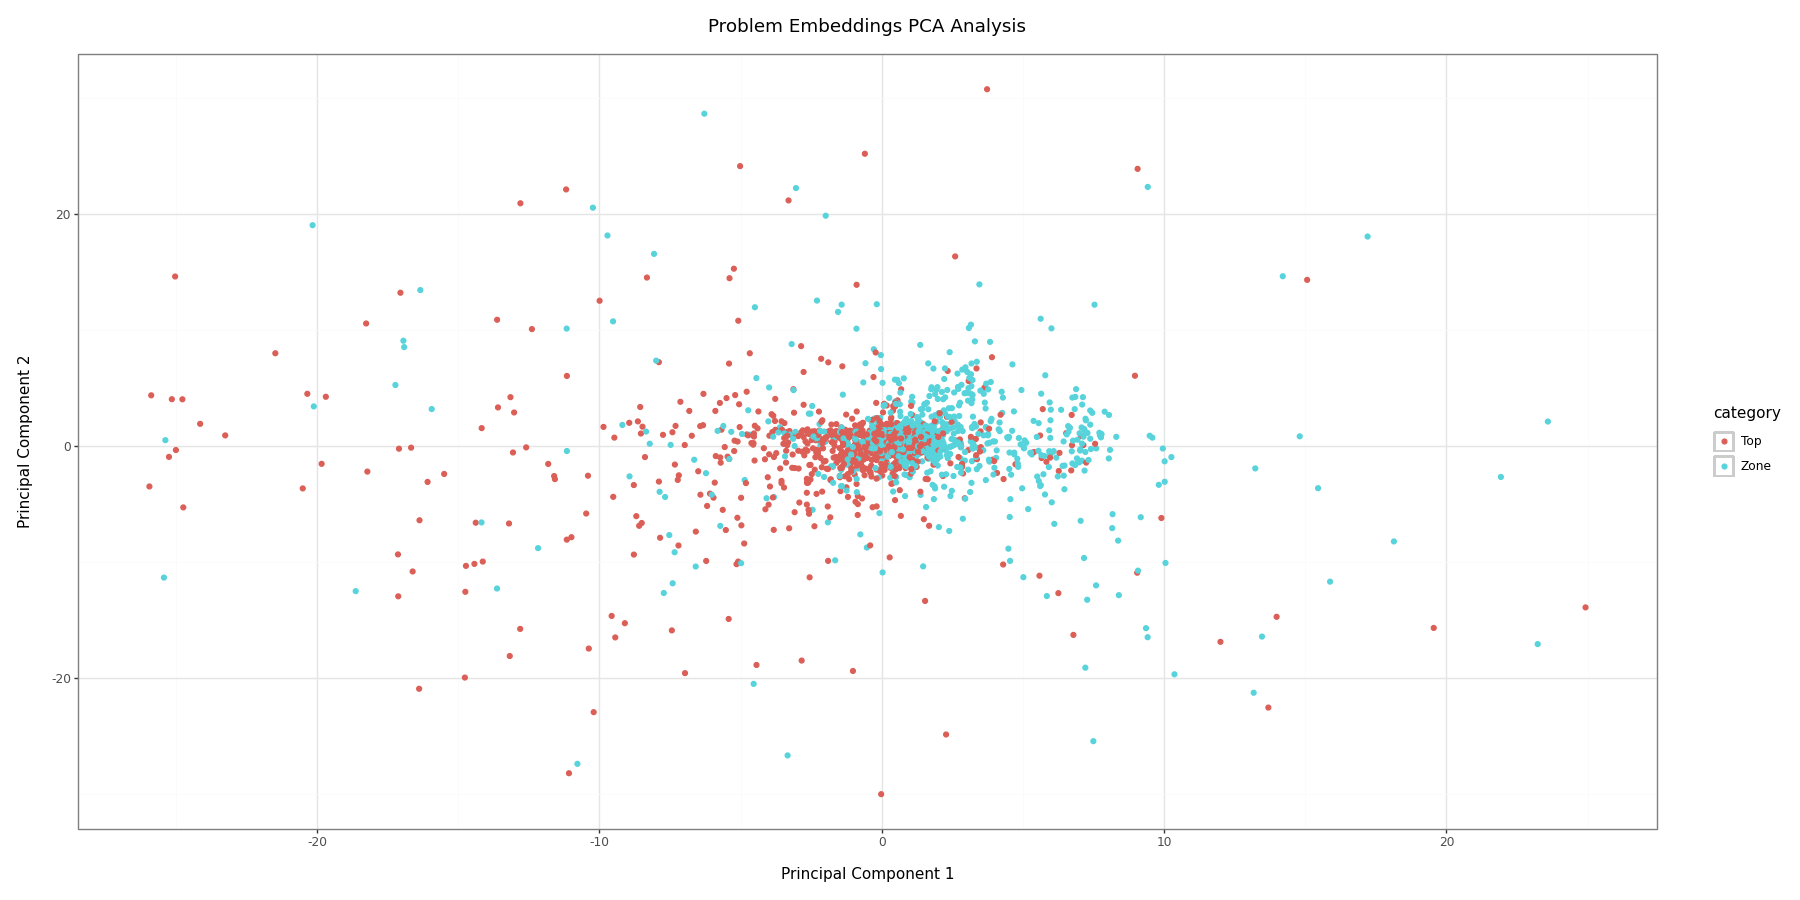 Problem Embeddings PCA Analysis
Principal Component 2
20
0
-20
-20
-10
0
10
20
Principal Component 1
category
Top
Zone